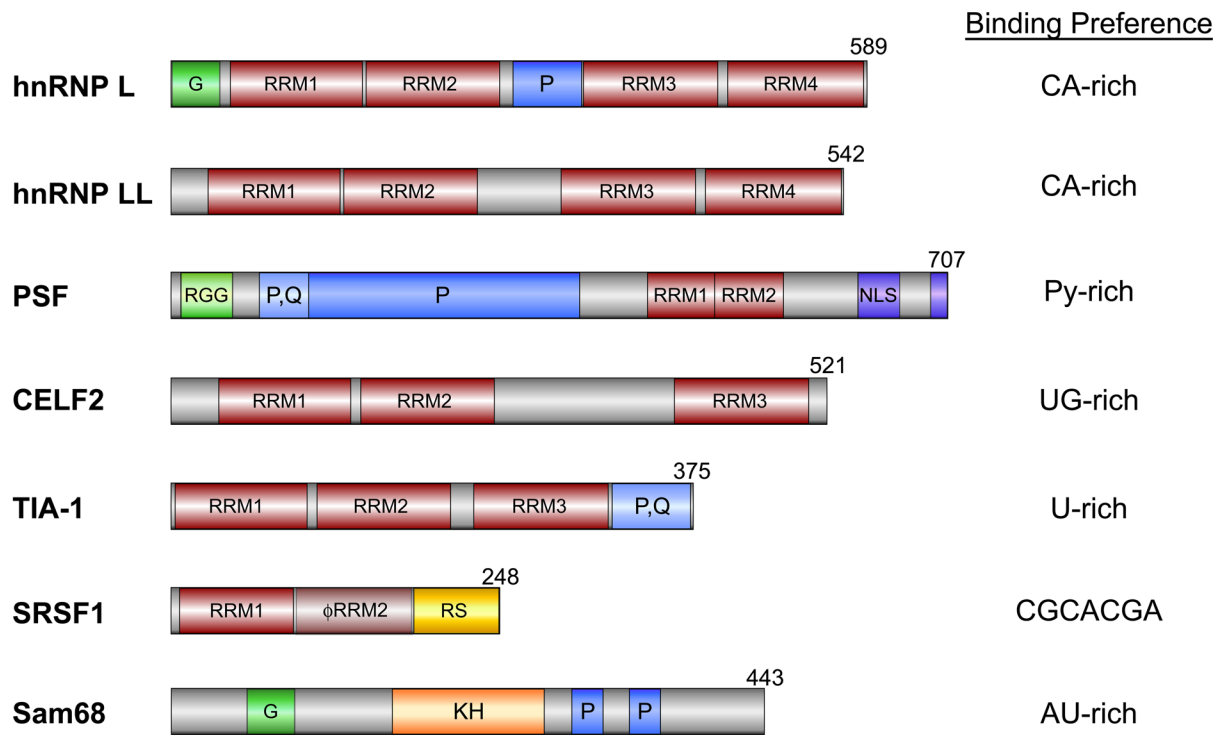 Binding Preference
hnRNP L G RRM1 RRM2 P RRM3 RRM4 589 CA-rich
hnRNP LL RRM1 RRM2 RRM3 RRM4 542 CA-rich
PSF RGG P,Q P RRM1 RRM2 NLS 707 Py-rich
CELF2 RRM1 RRM2 RRM3 521 UG-rich
TIA-1 RRM1 RRM2 RRM3 P,Q 375 U-rich
SRSF1 RRM1 ϕRRM2 RS 248 CGCACGA
Sam68 G KH P P 443 AU-rich